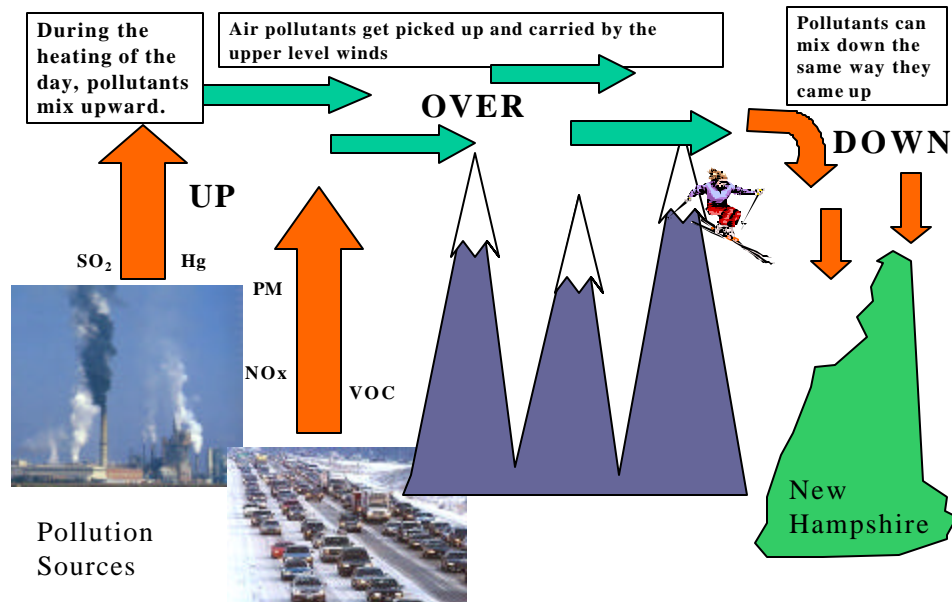 During the
heating of the
day, pollutants
mix upward.
Air pollutants get picked up and carried by the
upper level winds
Pollutants can
mix down the
same way they
came up
OVER
DOWN
UP
SO₂
Hg
PM
NOx
VOC
New
Hampshire
Pollution
Sources